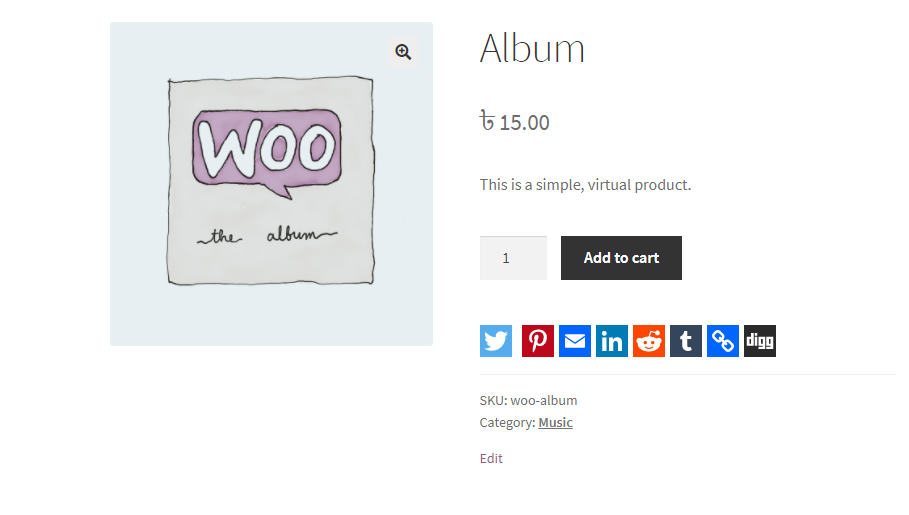 WOO
the album
Album
৳ 15.00
This is a simple, virtual product.
1
Add to cart
in
t
digg
SKU: woo-album
Category: Music
Edit